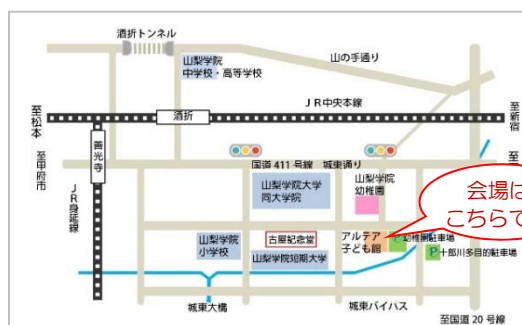 酒折トンネル
山梨学院
中学校・高等学校
山の手通り
JR中央本線
至松本
酒折
至新宿
善光寺
至甲府市
国道 411 号線 城東通り
山梨学院大学
同大学院
山梨学院
幼稚園
会場は
こちらで
JR身延線
山梨学院
小学校
古屋記念堂
山梨学院短期大学
アルテア
子ども館
P 幼稚園駐車場
P 十郎川多目的駐車場
城東大橋
城東バイパス
至国道 20 号線